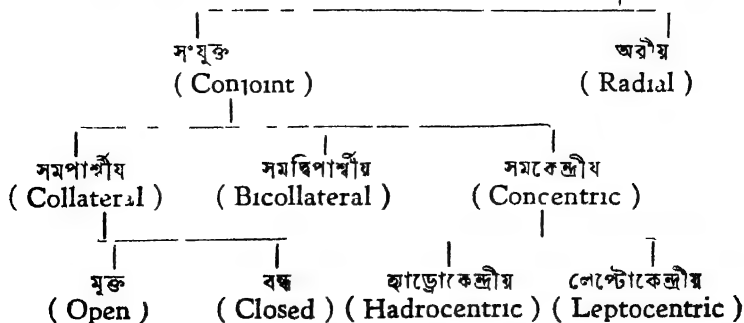 সংযুক্ত অরীয়
( Conjoint ) ( Radial )
সমপার্শ্বীয় সমদ্বিপার্শ্বীয় সমকেন্দ্রীয়
( Collateral ) ( Bicollateral ) ( Concentric )
মুক্ত বদ্ধ হ্যাড্রোকেন্দ্রীয় লেপ্টোকেন্দ্রীয়
( Open ) ( Closed ) ( Hadrocentric ) ( Leptocentric )